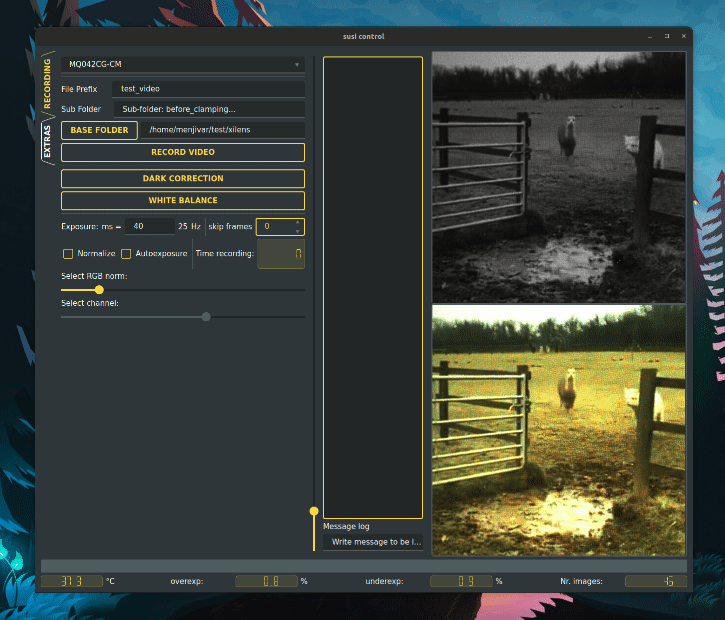 susi control
RECORDING
EXTRAS
MQ042CG-CM
File Prefix test_video
Sub Folder Sub-folder: before_clamping...
BASE FOLDER /home/menjivar/test/xilens
RECORD VIDEO
DARK CORRECTION
WHITE BALANCE
Exposure: ms = 40 25 Hz skip frames 0
Normalize Autoexposure Time recording: 0
Select RGB norm:
Select channel:
Message log
Write message to be l...
37.3 °C overexp: 0.8 % underexp: 0.9 % Nr. images: